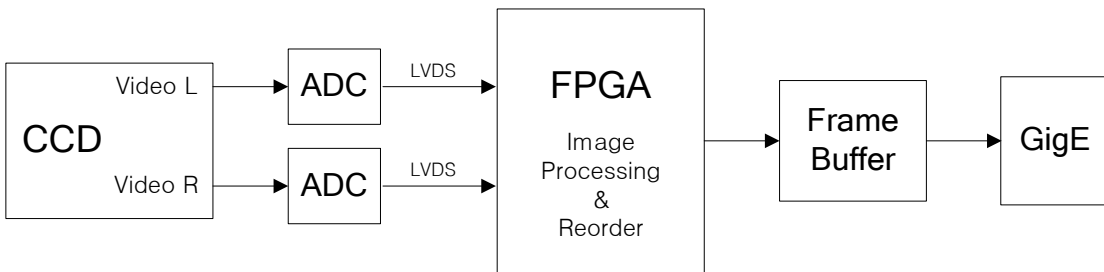 CCD
Video L
Video R
ADC
ADC
LVDS
LVDS
FPGA
Image
Processing
&
Reorder
Frame
Buffer
GigE